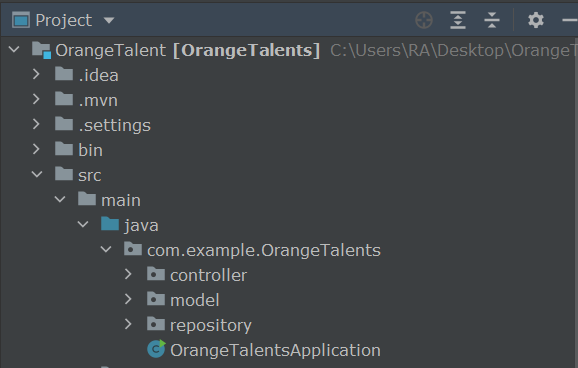 Project
OrangeTalent [OrangeTalents] C:\Users\RA\Desktop\OrangeT
.idea
.mvn
.settings
bin
src
main
java
com.example.OrangeTalents
controller
model
repository
OrangeTalentsApplication